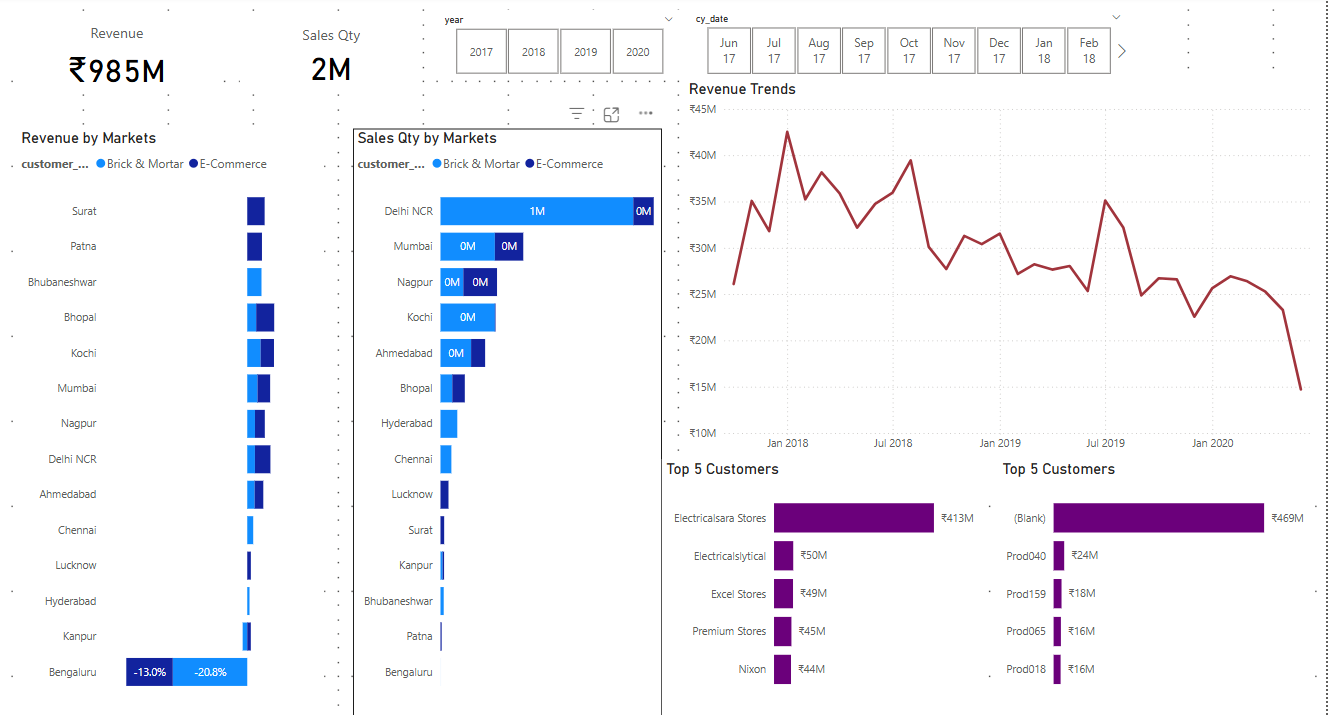 Revenue
₹985M
Sales Qty
2M
year
2017 2018 2019 2020
cy_date
Jun 17 Jul 17 Aug 17 Sep 17 Oct 17 Nov 17 Dec 17 Jan 18 Feb 18
Revenue by Markets
customer_... Brick & Mortar E-Commerce
Surat
Patna
Bhubaneshwar
Bhopal
Kochi
Mumbai
Nagpur
Delhi NCR
Ahmedabad
Chennai
Lucknow
Hyderabad
Kanpur
Bengaluru -13.0% -20.8%
Sales Qty by Markets
customer_... Brick & Mortar E-Commerce
Delhi NCR 1M 0M
Mumbai 0M 0M
Nagpur 0M 0M
Kochi 0M
Ahmedabad 0M
Bhopal
Hyderabad
Chennai
Lucknow
Surat
Kanpur
Bhubaneshwar
Patna
Bengaluru
Revenue Trends
₹45M
₹40M
₹35M
₹30M
₹25M
₹20M
₹15M
₹10M
Jan 2018 Jul 2018 Jan 2019 Jul 2019 Jan 2020
Top 5 Customers
Electricalsara Stores ₹413M
Electricalslytical ₹50M
Excel Stores ₹49M
Premium Stores ₹45M
Nixon ₹44M
Top 5 Customers
(Blank) ₹469M
Prod040 ₹24M
Prod159 ₹18M
Prod065 ₹16M
Prod018 ₹16M